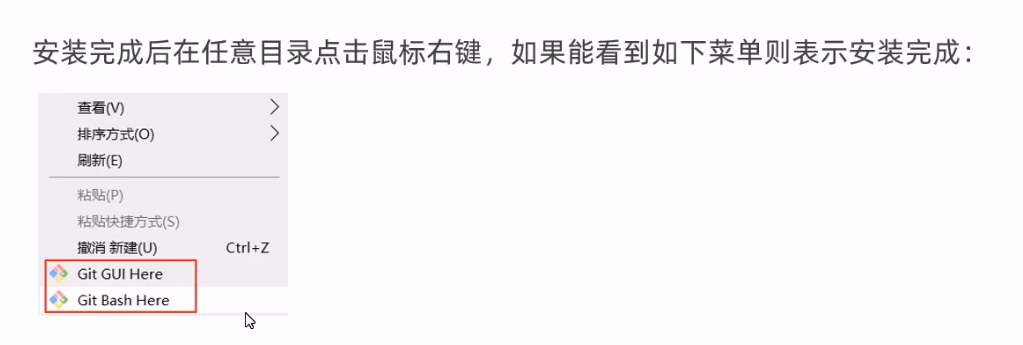 安装完成后在任意目录点击鼠标右键，如果能看到如下菜单则表示安装完成：
查看(V)
排序方式(O)
刷新(E)
粘贴(P)
粘贴快捷方式(S)
撤消 新建(U) Ctrl+Z
Git GUI Here
Git Bash Here